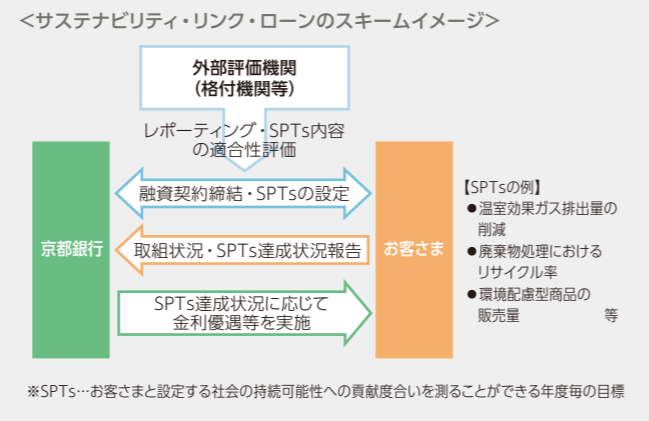 ＜サステナビリティ・リンク・ローンのスキームイメージ＞
外部評価機関
（格付機関等）
レポーティング・SPTs内容
の適合性評価
融資契約締結・SPTsの設定
京都銀行
取組状況・SPTs達成状況報告
お客さま
SPTs達成状況に応じて
金利優遇等を実施
【SPTsの例】
●温室効果ガス排出量の
削減
●廃棄物処理における
リサイクル率
●環境配慮型商品の
販売量　　　　　等
※SPTs…お客さまと設定する社会の持続可能性への貢献度合いを測ることができる年度毎の目標